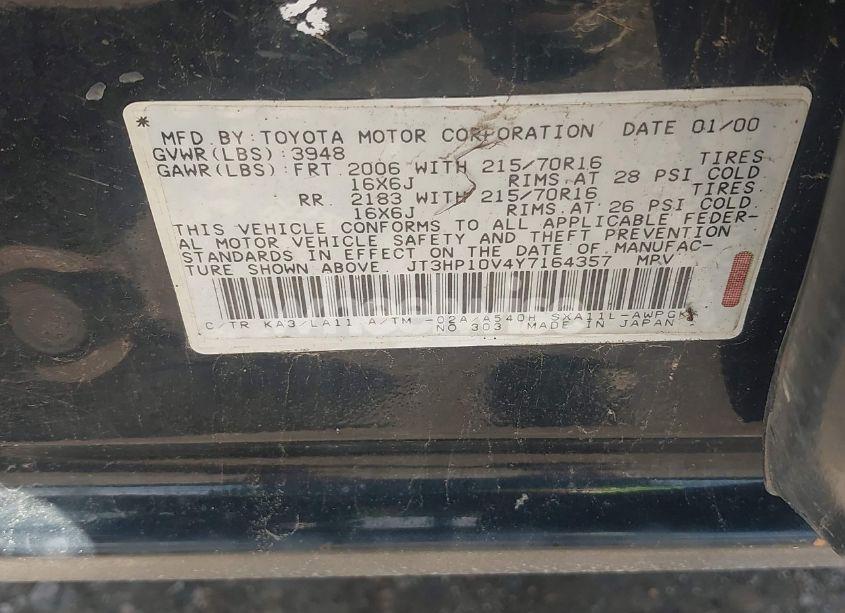 * MFD.BY:TOYOTA MOTOR CORPORATION DATE 01/00
GVWR(LBS):3948
GAWR(LBS):FRT. 2006 WITH 215/70R16 TIRES
16X6J RIMS.AT 28 PSI COLD
RR. 2183 WITH 215/70R16 TIRES.
16X6J RIMS.AT 26 PSI COLD.
THIS VEHICLE CONFORMS TO ALL APPLICABLE FEDER-
AL MOTOR VEHICLE SAFETY AND THEFT PREVENTION
STANDARDS IN EFFECT ON THE DATE OF MANUFAC-
TURE SHOWN ABOVE. JT3HP10V4Y7164357 MPV
C/TR KA3/LA11 A/TM -02A/A540H SXA11L-AWPGK
NO 303 MADE IN JAPAN